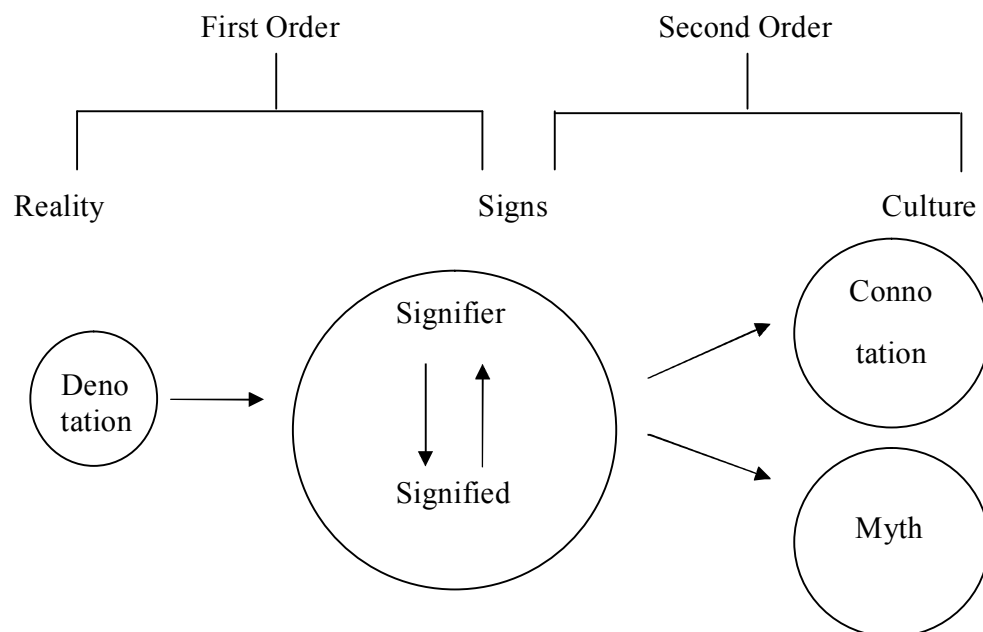 First Order
Second Order
Reality
Signs
Culture
Signifier
Signified
Deno
tation
Conno
tation
Myth